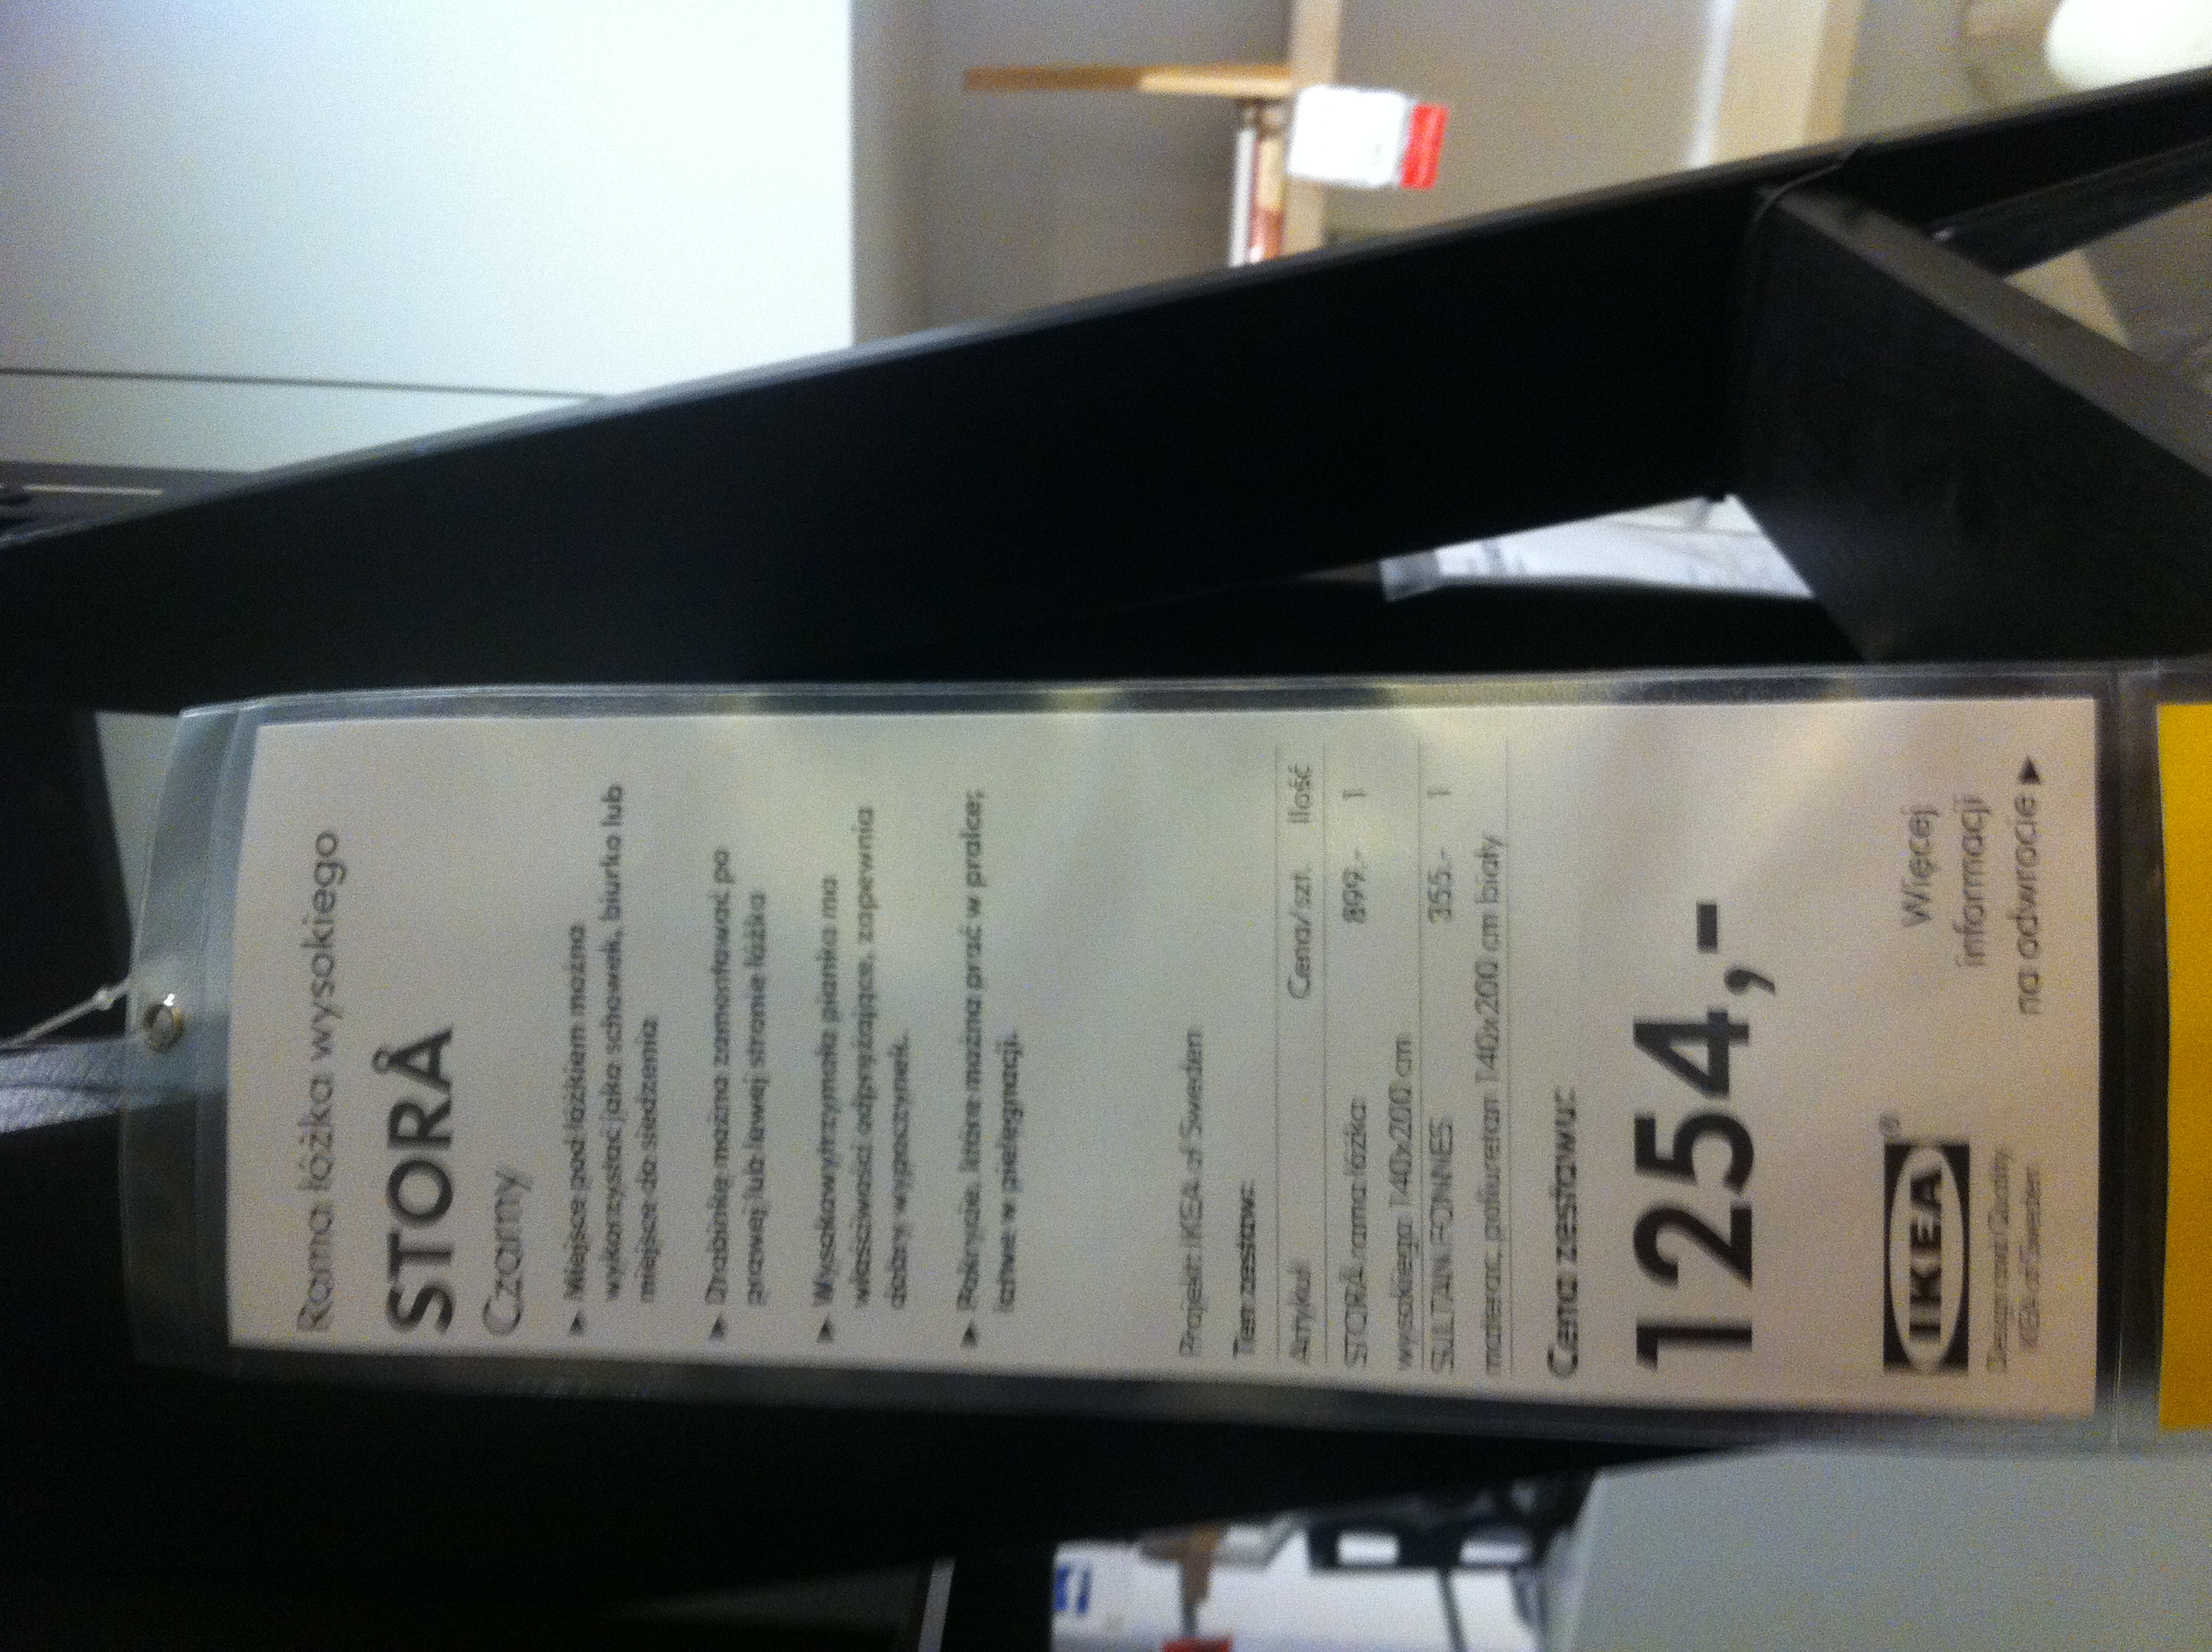 Rama łóżka wysokiego
STORÅ
Czarny
▶ Miejsce pod łóżkiem można
wykorzystać jako schowek, biurko lub
miejsce do siedzenia
▶ Drabinkę można zamontować po
prawej lub lewej stronie łóżka
▶ Wysokowytrzymała pianka ma
właściwości odprężające, zapewnia
dobry wypoczynek.
▶ Pokrycie, które można prać w pralce;
łatwe w pielęgnacji.
Projekt: IKEA of Sweden
Ten zestaw:
Artykuł Cena/szt. Ilość
STORÅ rama łóżka 899.- 1
wysokiego 140x200 cm
SULTAN FONNES 355.- 1
materac, poliuretan 140x200 cm biały
Cena zestawu:
1254,-
IKEA®
Design and Quality
IKEA of Sweden
Więcej
informacji
na odwrocie ▶